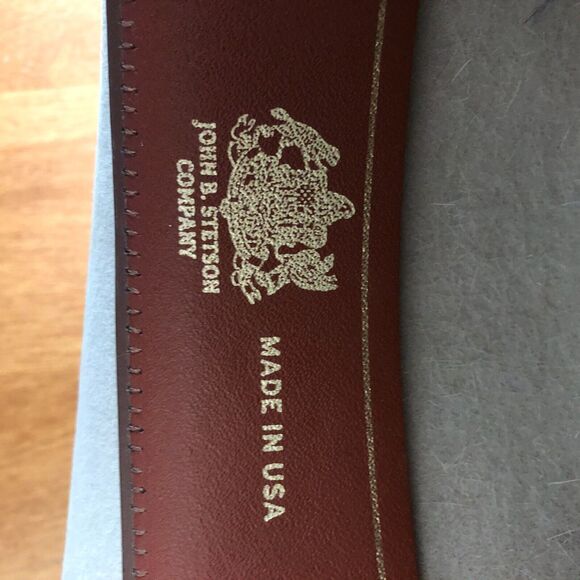 JOHN B. STETSON
COMPANY
MADE IN USA